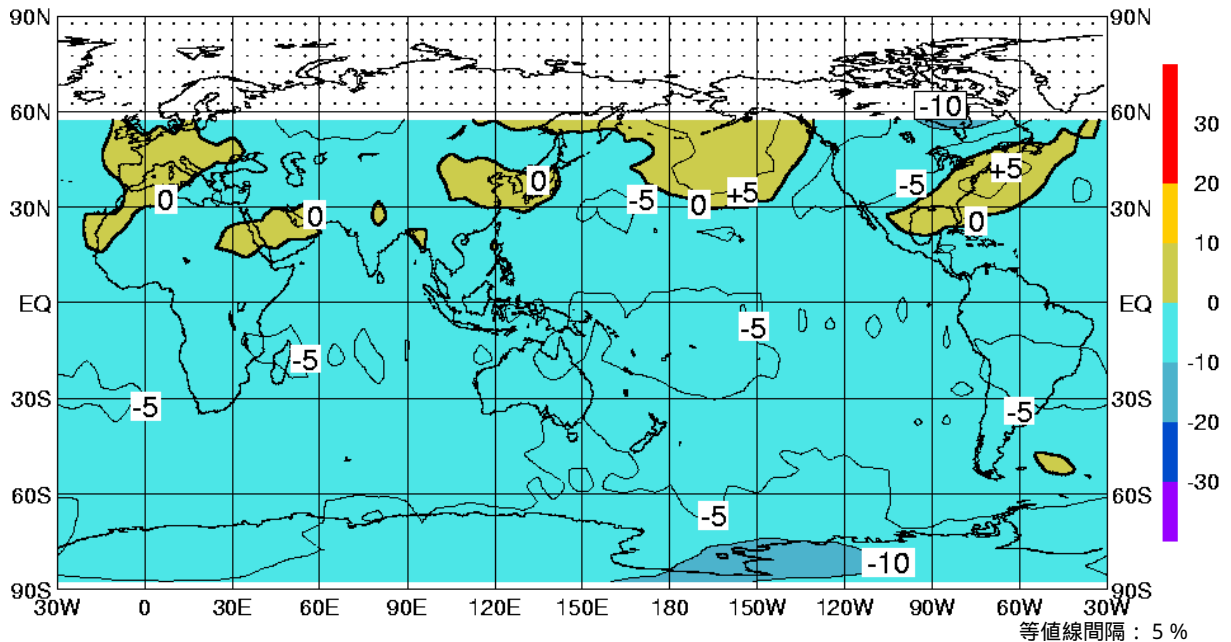 90N 90N
-10
60N 60N
30
+5
-5
0
20
0 0 -5 0 +5 0
30N 30N
10
EQ EQ
0
-5
-5
-10
-5 -5
30S 30S
-20
-30
60S 60S
-5
-10
90S 90S
30W 0 30E 60E 90E 120E 150E 180 150W 120W 90W 60W 30W
等値線間隔： 5 %